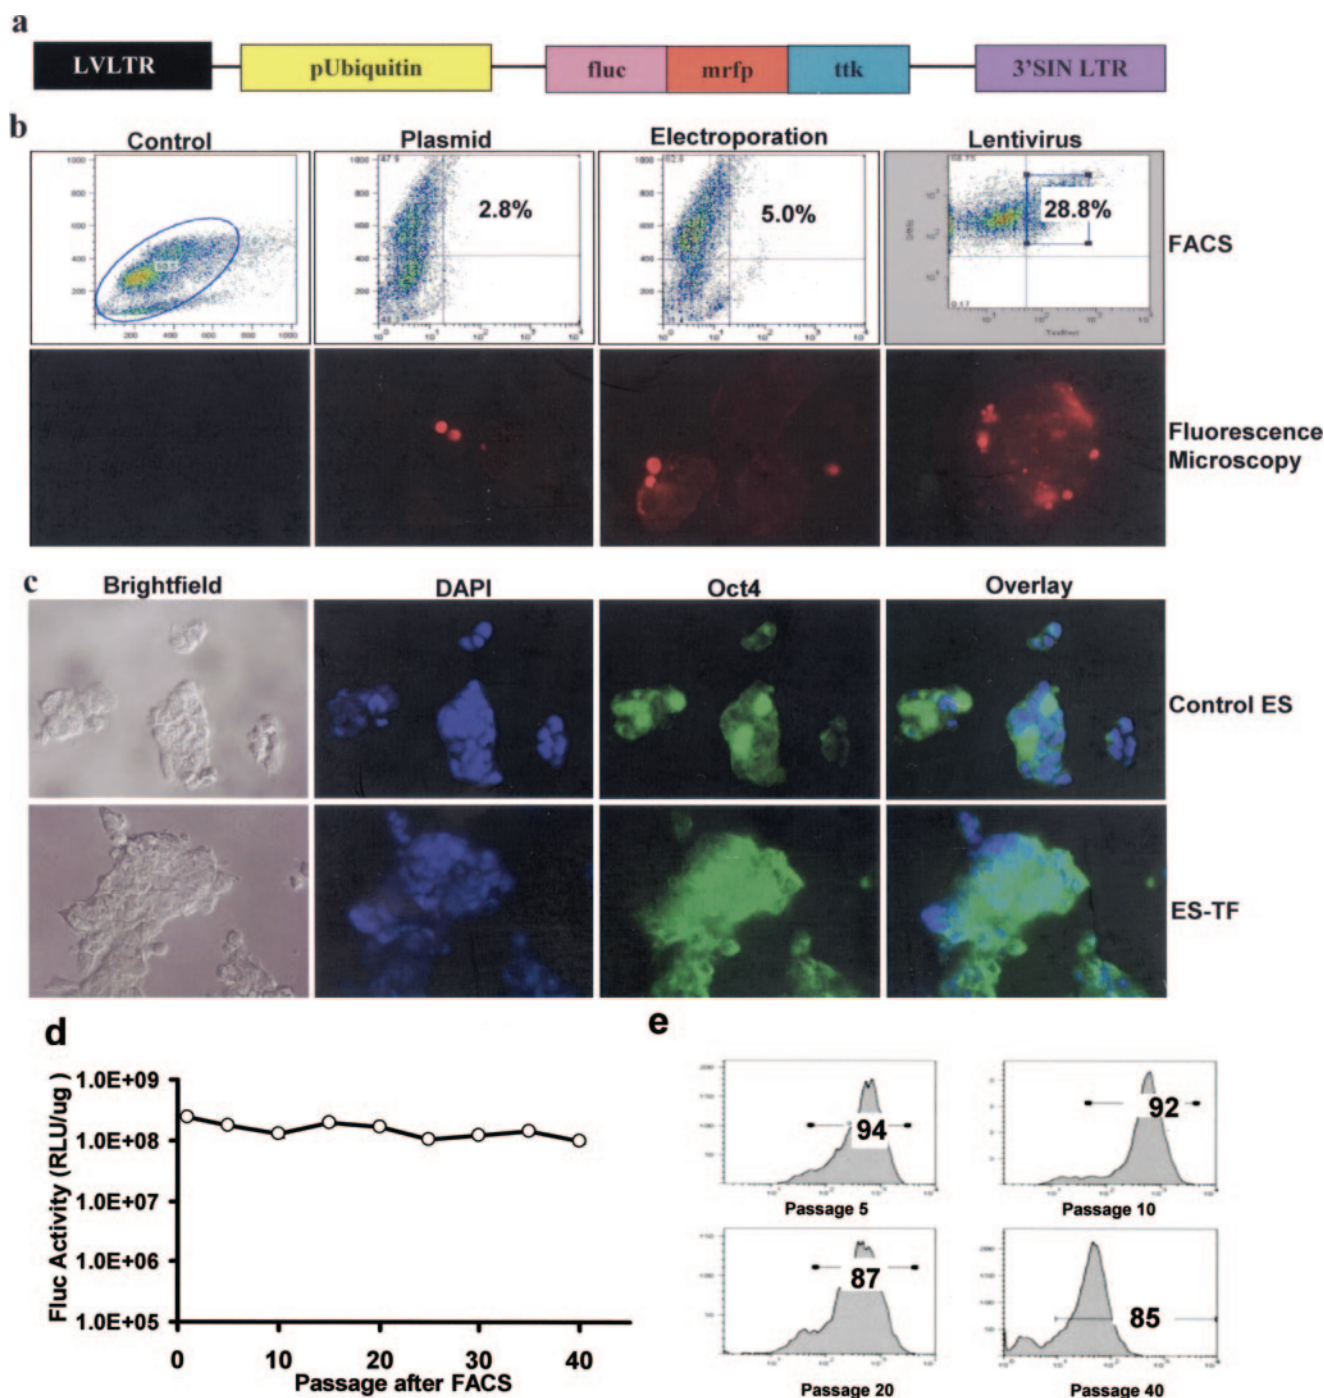 a
LVLTR pUbiquitin fluc mrfp ttk 3'SIN LTR
b
Control Plasmid Electroporation Lentivirus
2.8% 5.0% 28.8%
FACS
Fluorescence
Microscopy
c
Brightfield DAPI Oct4 Overlay
Control ES
ES-TF
d
Fluc Activity (RLU/ug )
1.0E+09
1.0E+08
1.0E+07
1.0E+06
1.0E+05
0 10 20 30 40
Passage after FACS
e
94 92
Passage 5 Passage 10
87 85
Passage 20 Passage 40